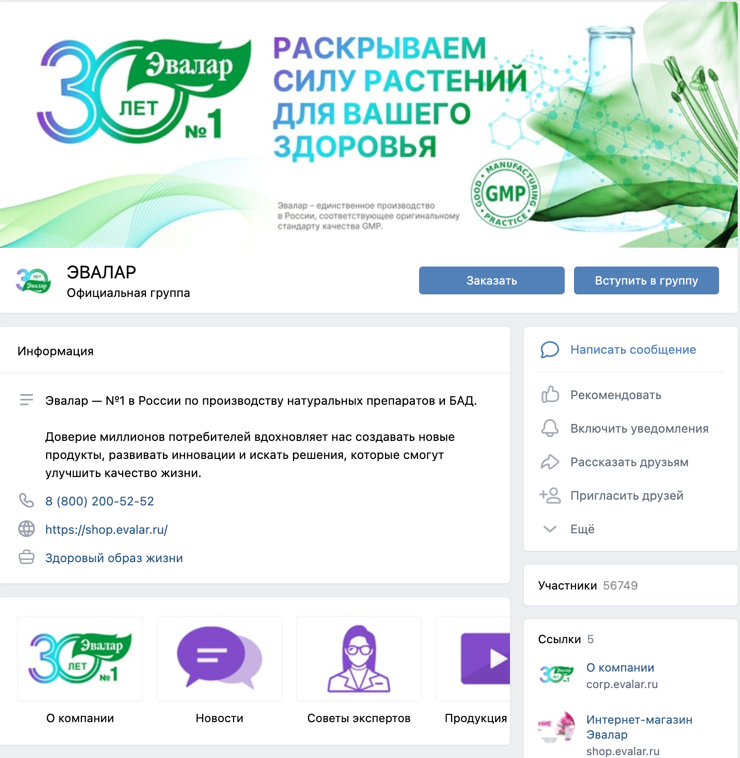 30 ЛЕТ
Эвалар
№1
РАСКРЫВАЕМ
СИЛУ РАСТЕНИЙ
ДЛЯ ВАШЕГО
ЗДОРОВЬЯ
Эвалар – единственное производство
в России, соответствующее оригинальному
стандарту качества GMP.
GOOD MANUFACTURING PRACTICE
GMP
ЭВАЛАР
Официальная группа
Заказать
Вступить в группу
Информация
Эвалар — №1 в России по производству натуральных препаратов и БАД.
Доверие миллионов потребителей вдохновляет нас создавать новые
продукты, развивать инновации и искать решения, которые смогут
улучшить качество жизни.
8 (800) 200-52-52
https://shop.evalar.ru/
Здоровый образ жизни
30 ЛЕТ
Эвалар
№1
О компании
Новости
Советы экспертов
Продукция
Написать сообщение
Рекомендовать
Включить уведомления
Рассказать друзьям
Пригласить друзей
Ещё
Участники 56749
Ссылки 5
О компании
corp.evalar.ru
Интернет-магазин
Эвалар
shop.evalar.ru